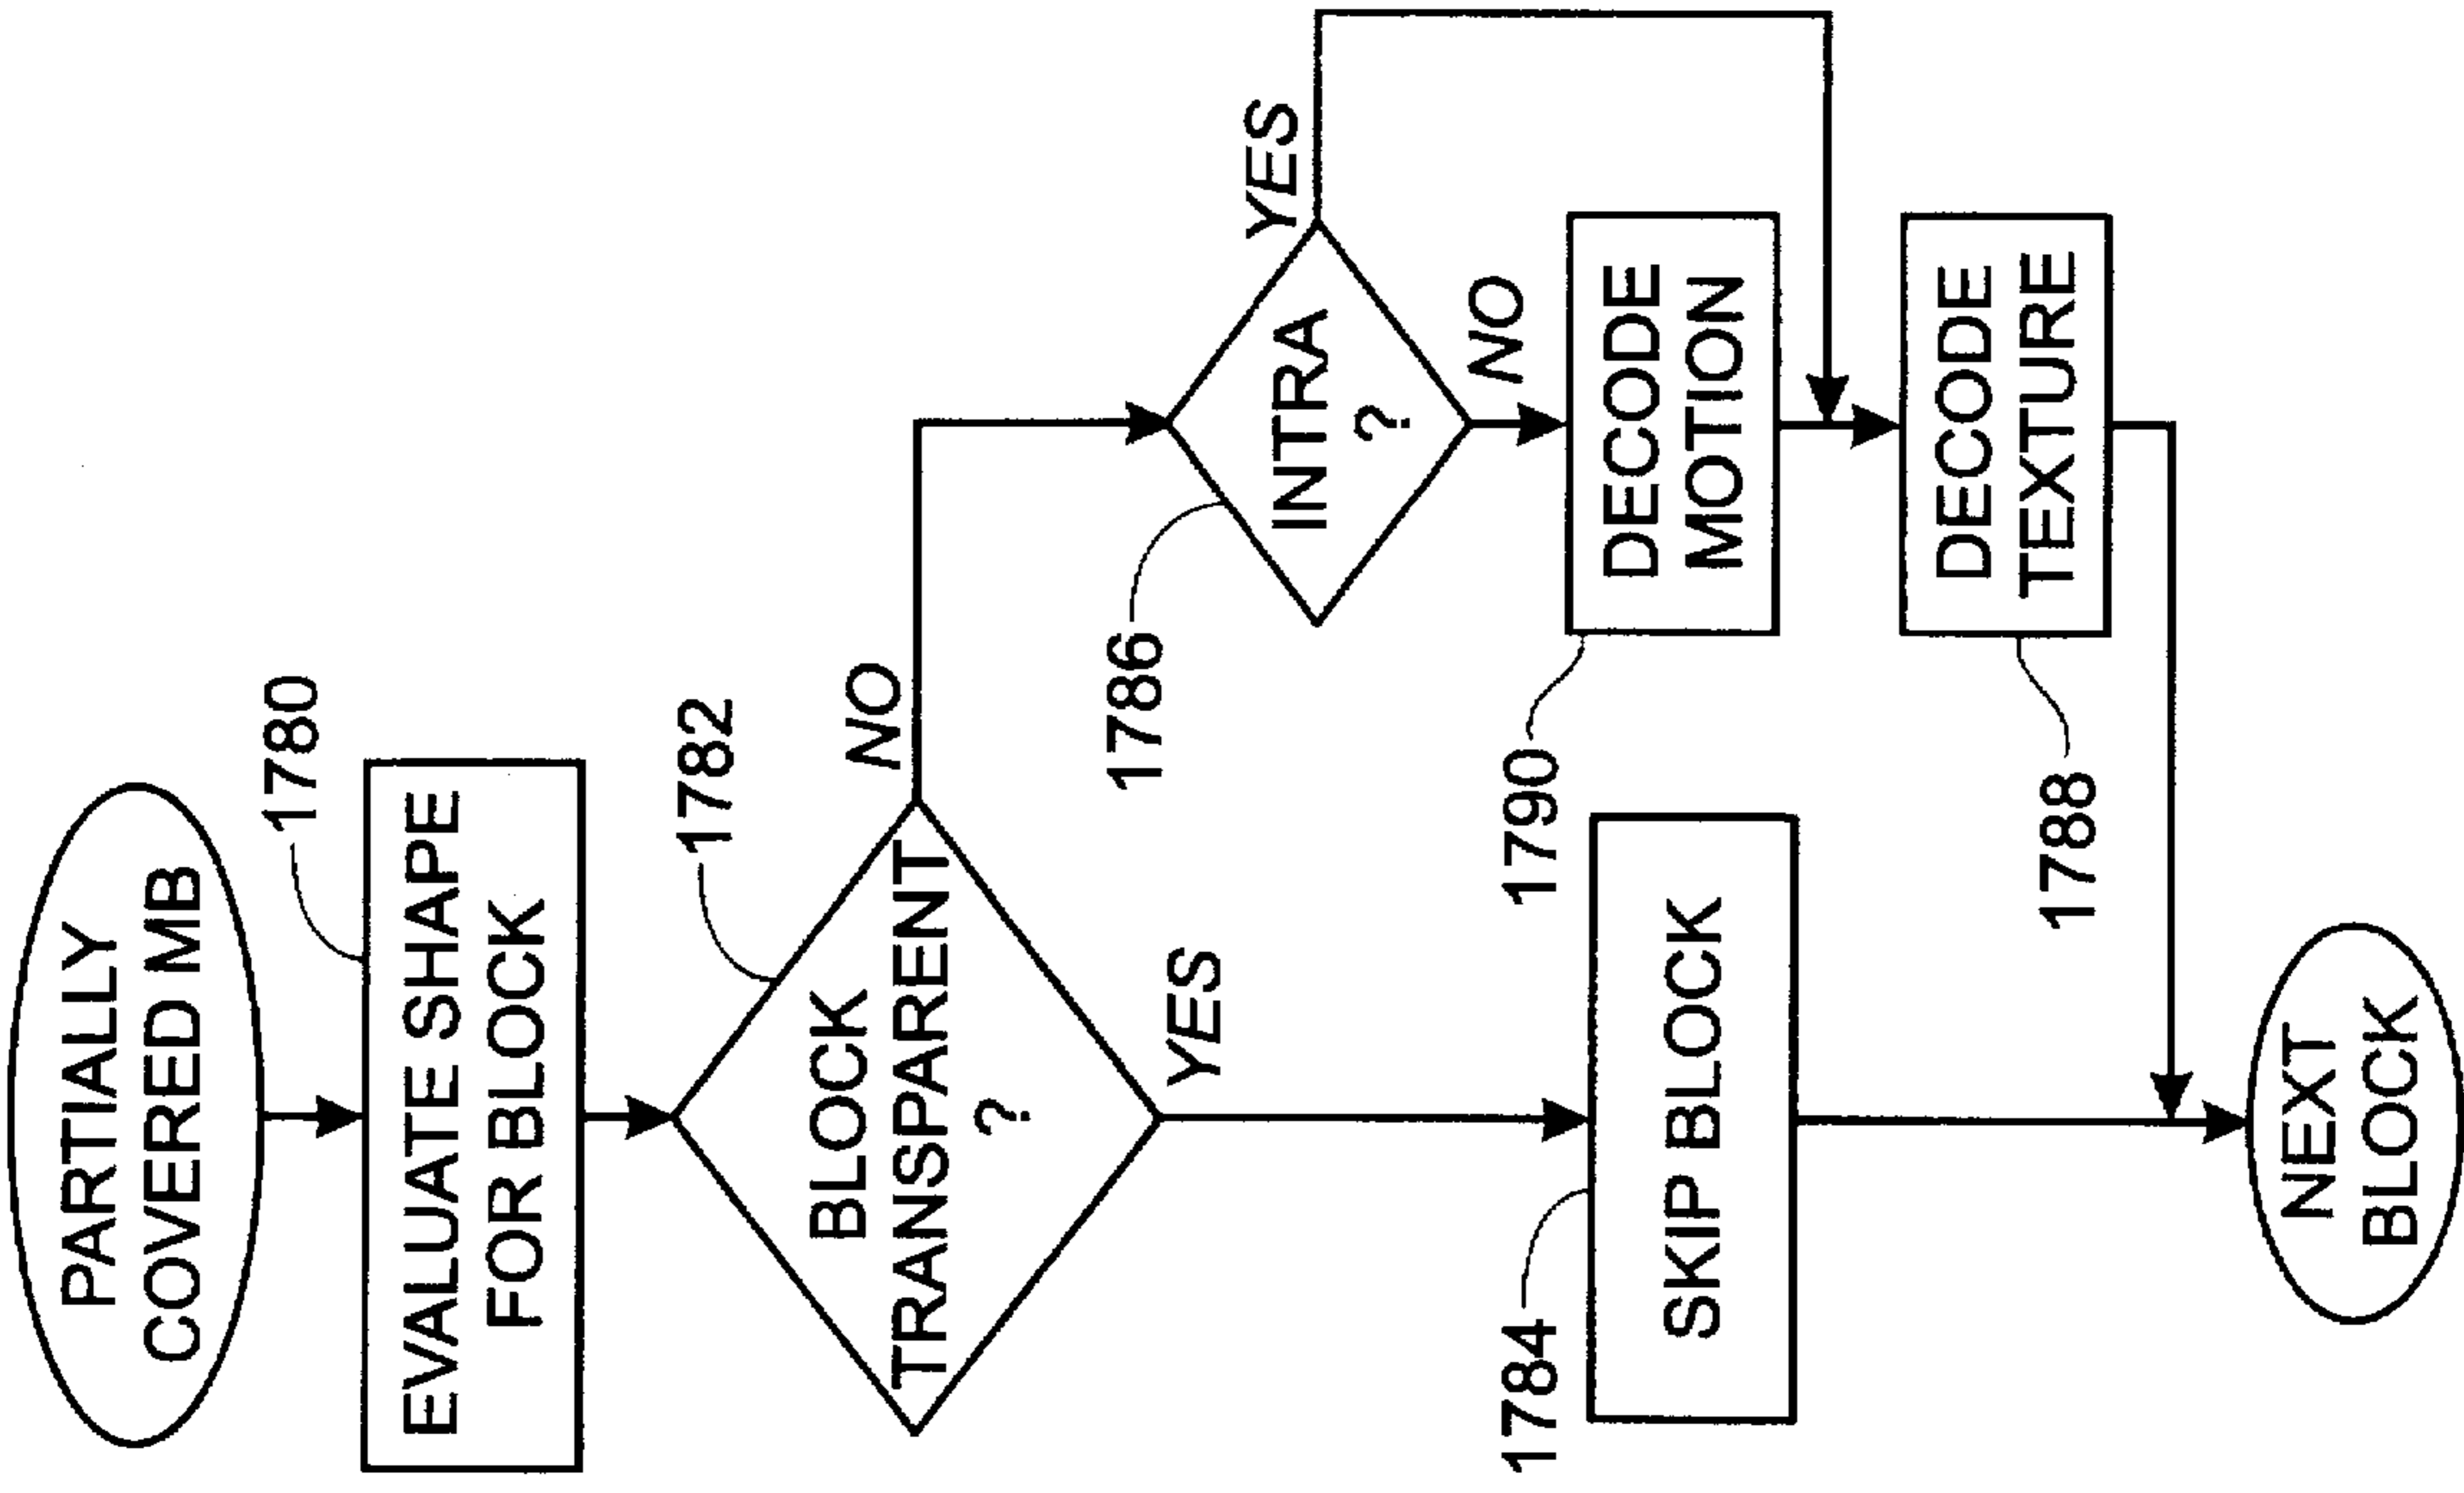 PARTIALLY
COVERED MB
1780
EVALUATE SHAPE
FOR BLOCK
1782
BLOCK
TRANSPARENT
?
NO
YES
1786
INTRA
?
YES
NO
1784
SKIP BLOCK
1790
DECODE
MOTION
1788
DECODE
TEXTURE
NEXT
BLOCK